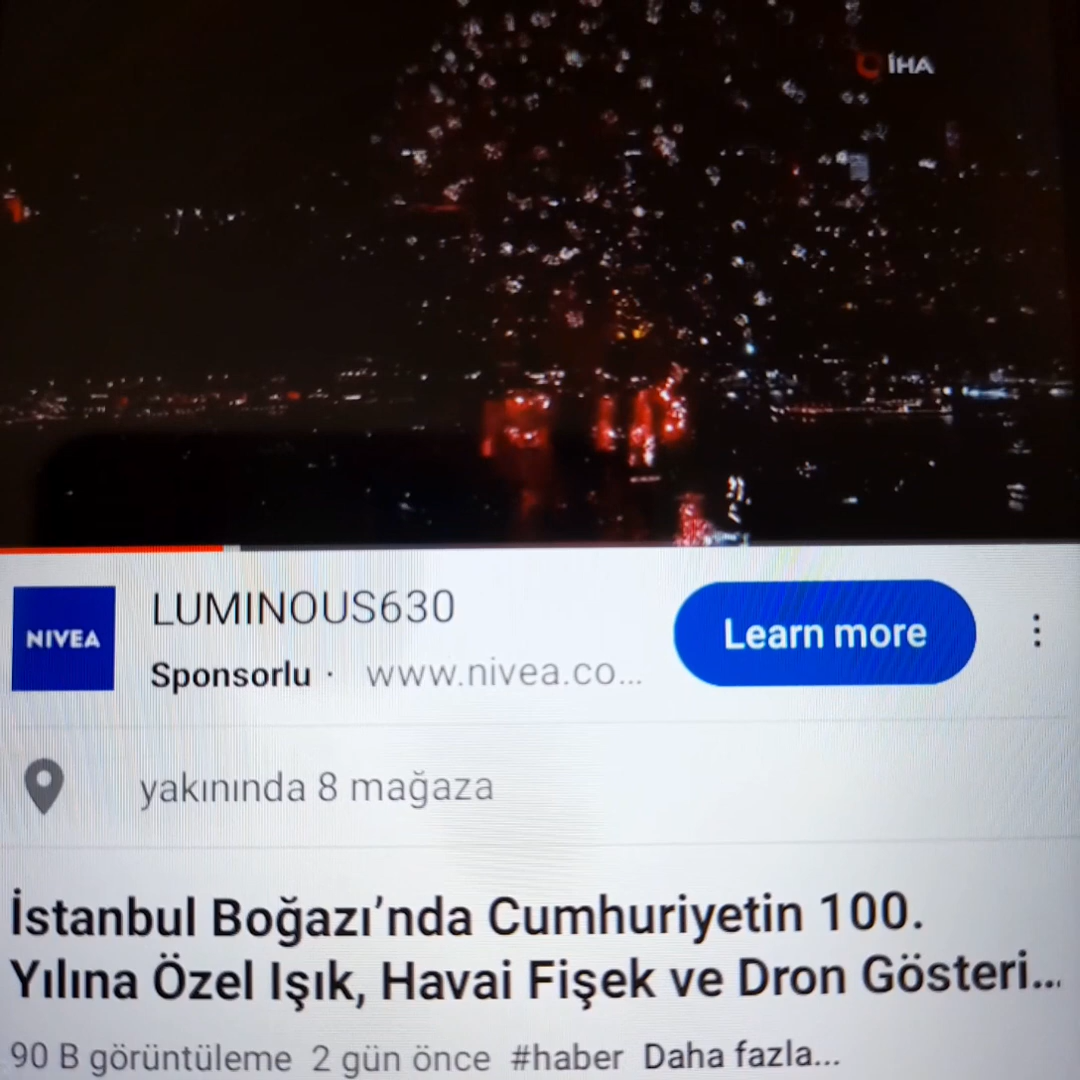 İHA
NIVEA
LUMINOUS630
Sponsorlu · www.nivea.co...
Learn more
yakınında 8 mağaza
İstanbul Boğazı'nda Cumhuriyetin 100.
Yılına Özel Işık, Havai Fişek ve Dron Gösteri...
90 B görüntüleme 2 gün önce #haber Daha fazla...